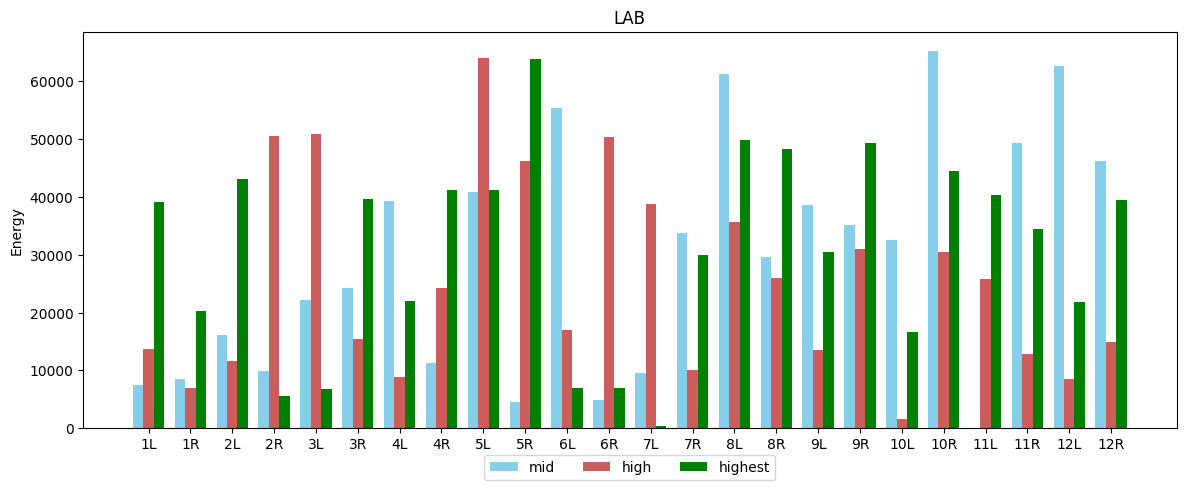 LAB
Energy
60000
50000
40000
30000
20000
10000
0
1L 1R 2L 2R 3L 3R 4L 4R 5L 5R 6L 6R 7L 7R 8L 8R 9L 9R 10L 10R 11L 11R 12L 12R
mid high highest